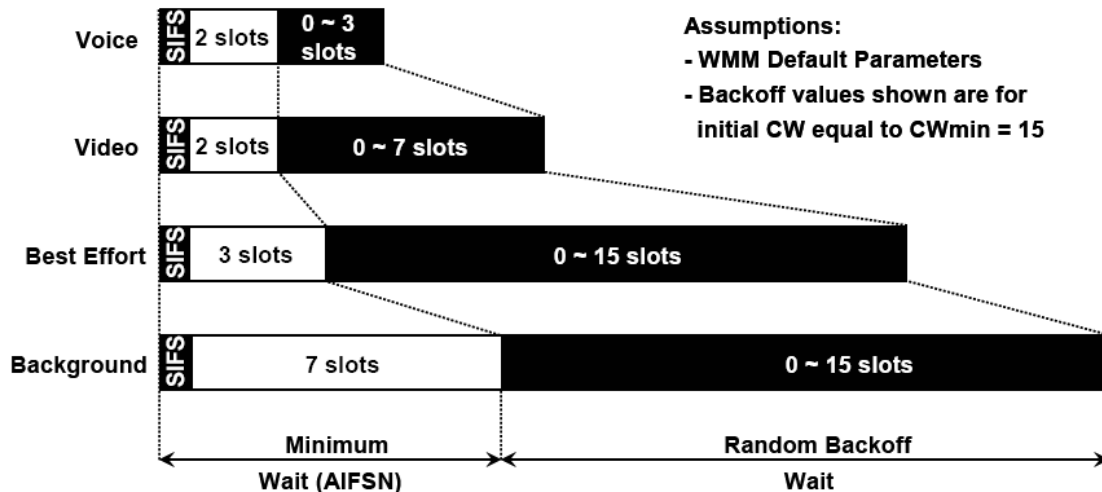 Voice
SIFS
2 slots
0 ~ 3
slots
Assumptions:
- WMM Default Parameters
- Backoff values shown are for
initial CW equal to CWmin = 15
Video
SIFS
2 slots
0 ~ 7 slots
Best Effort
SIFS
3 slots
0 ~ 15 slots
Background
SIFS
7 slots
0 ~ 15 slots
Minimum
Wait (AIFSN)
Random Backoff
Wait